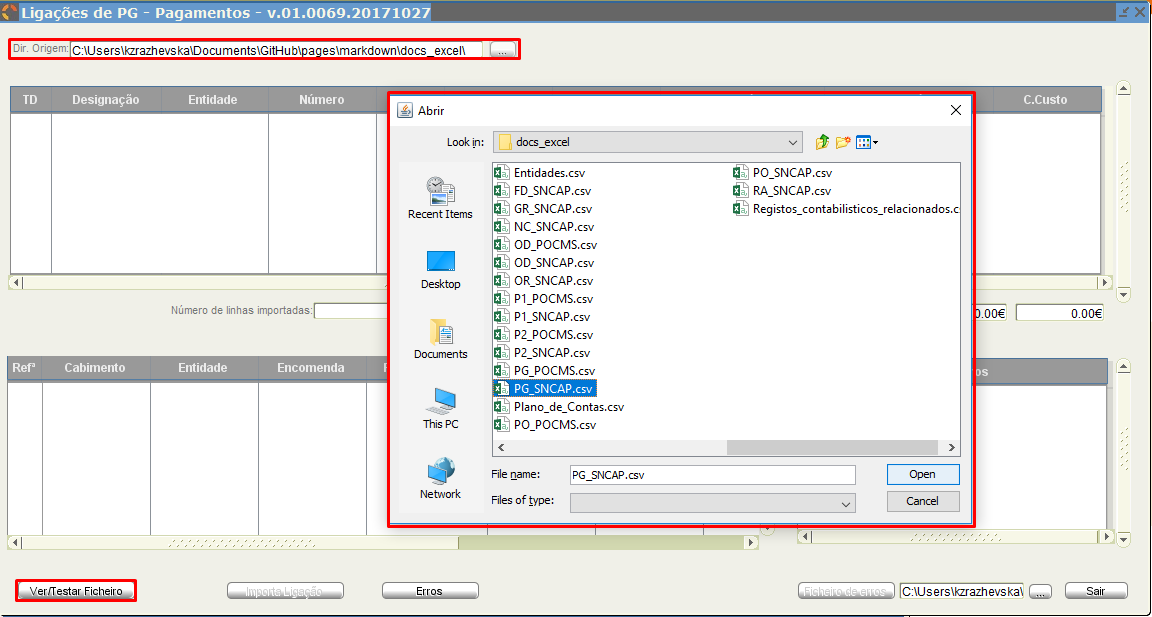 Ligações de PG - Pagamentos - v.01.0069.20171027
Dir. Origem: C:\Users\kzrazhevska\Documents\GitHub\pages\markdown\docs_excel\ ...
TD Designação Entidade Número C.Custo
Abrir
Look in: docs_excel
Recent Items
Desktop
Documents
This PC
Network
Entidades.csv
FD_SNCAP.csv
GR_SNCAP.csv
NC_SNCAP.csv
OD_POCMS.csv
OD_SNCAP.csv
OR_SNCAP.csv
P1_POCMS.csv
P1_SNCAP.csv
P2_POCMS.csv
P2_SNCAP.csv
PG_POCMS.csv
PG_SNCAP.csv
Plano_de_Contas.csv
PO_POCMS.csv
PO_SNCAP.csv
RA_SNCAP.csv
Registos_contabilisticos_relacionados.c
File name: PG_SNCAP.csv Open
Files of type: Cancel
Número de linhas importadas: 0.00€ 0.00€
Refª Cabimento Entidade Encomenda os
Ver/Testar Ficheiro Importa Ligação Erros Ficheiro de erros C:\Users\kzrazhevska\ ... Sair